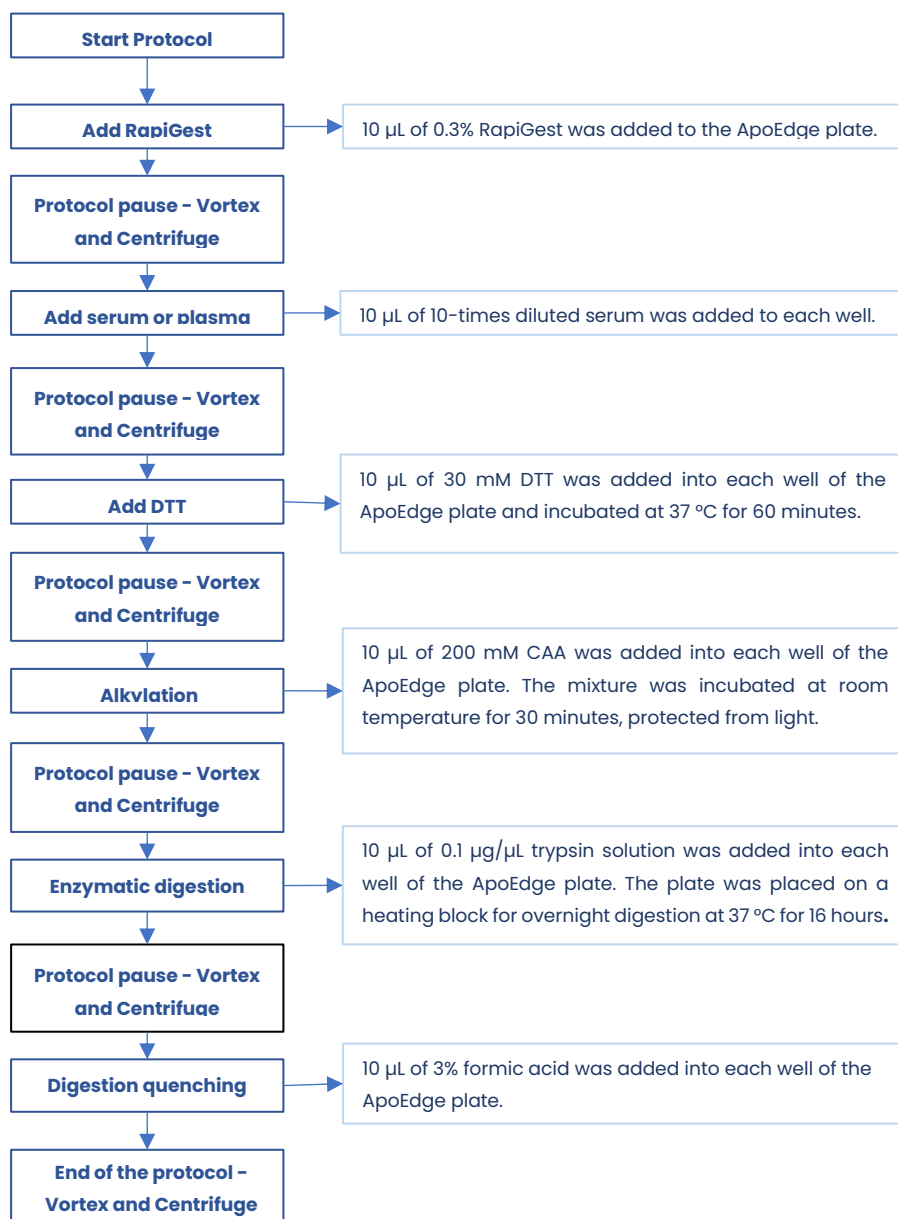 Start Protocol
Add RapiGest
10 µL of 0.3% RapiGest was added to the ApoEdge plate.
Protocol pause – Vortex
and Centrifuge
Add serum or plasma
10 µL of 10-times diluted serum was added to each well.
Protocol pause – Vortex
and Centrifuge
Add DTT
10 µL of 30 mM DTT was added into each well of the
ApoEdge plate and incubated at 37 ºC for 60 minutes.
Protocol pause – Vortex
and Centrifuge
Alkylation
10 µL of 200 mM CAA was added into each well of the
ApoEdge plate. The mixture was incubated at room
temperature for 30 minutes, protected from light.
Protocol pause – Vortex
and Centrifuge
Enzymatic digestion
10 µL of 0.1 µg/µL trypsin solution was added into each
well of the ApoEdge plate. The plate was placed on a
heating block for overnight digestion at 37 ºC for 16 hours.
Protocol pause – Vortex
and Centrifuge
Digestion quenching
10 µL of 3% formic acid was added into each well of the
ApoEdge plate.
End of the protocol –
Vortex and Centrifuge